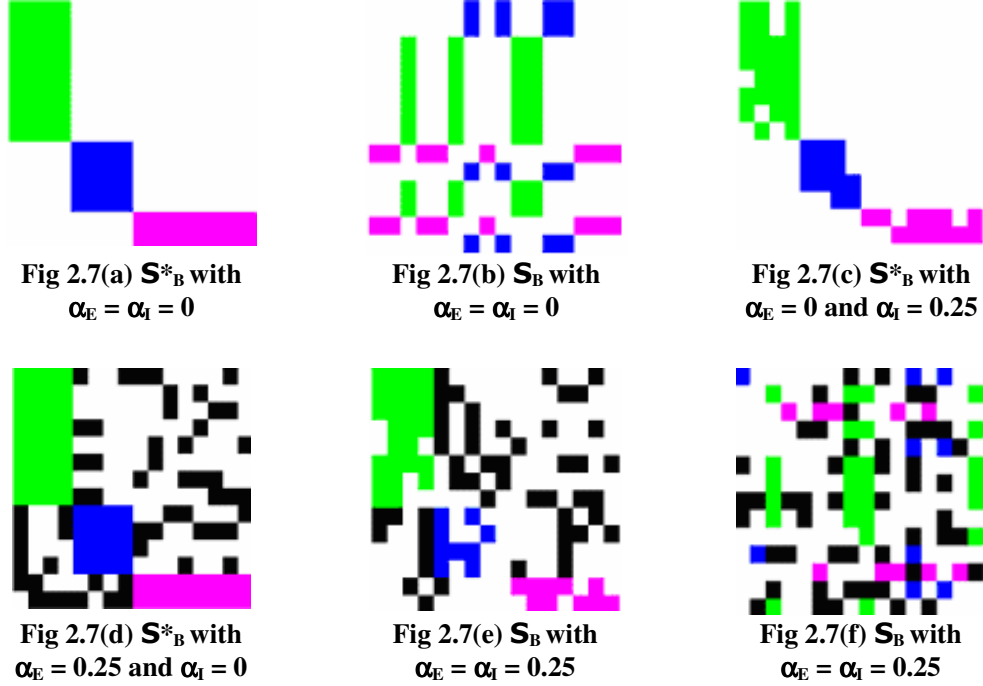 Fig 2.7(a) S*B with
αE = αI = 0
Fig 2.7(b) SB with
αE = αI = 0
Fig 2.7(c) S*B with
αE = 0 and αI = 0.25
Fig 2.7(d) S*B with
αE = 0.25 and αI = 0
Fig 2.7(e) SB with
αE = αI = 0.25
Fig 2.7(f) SB with
αE = αI = 0.25